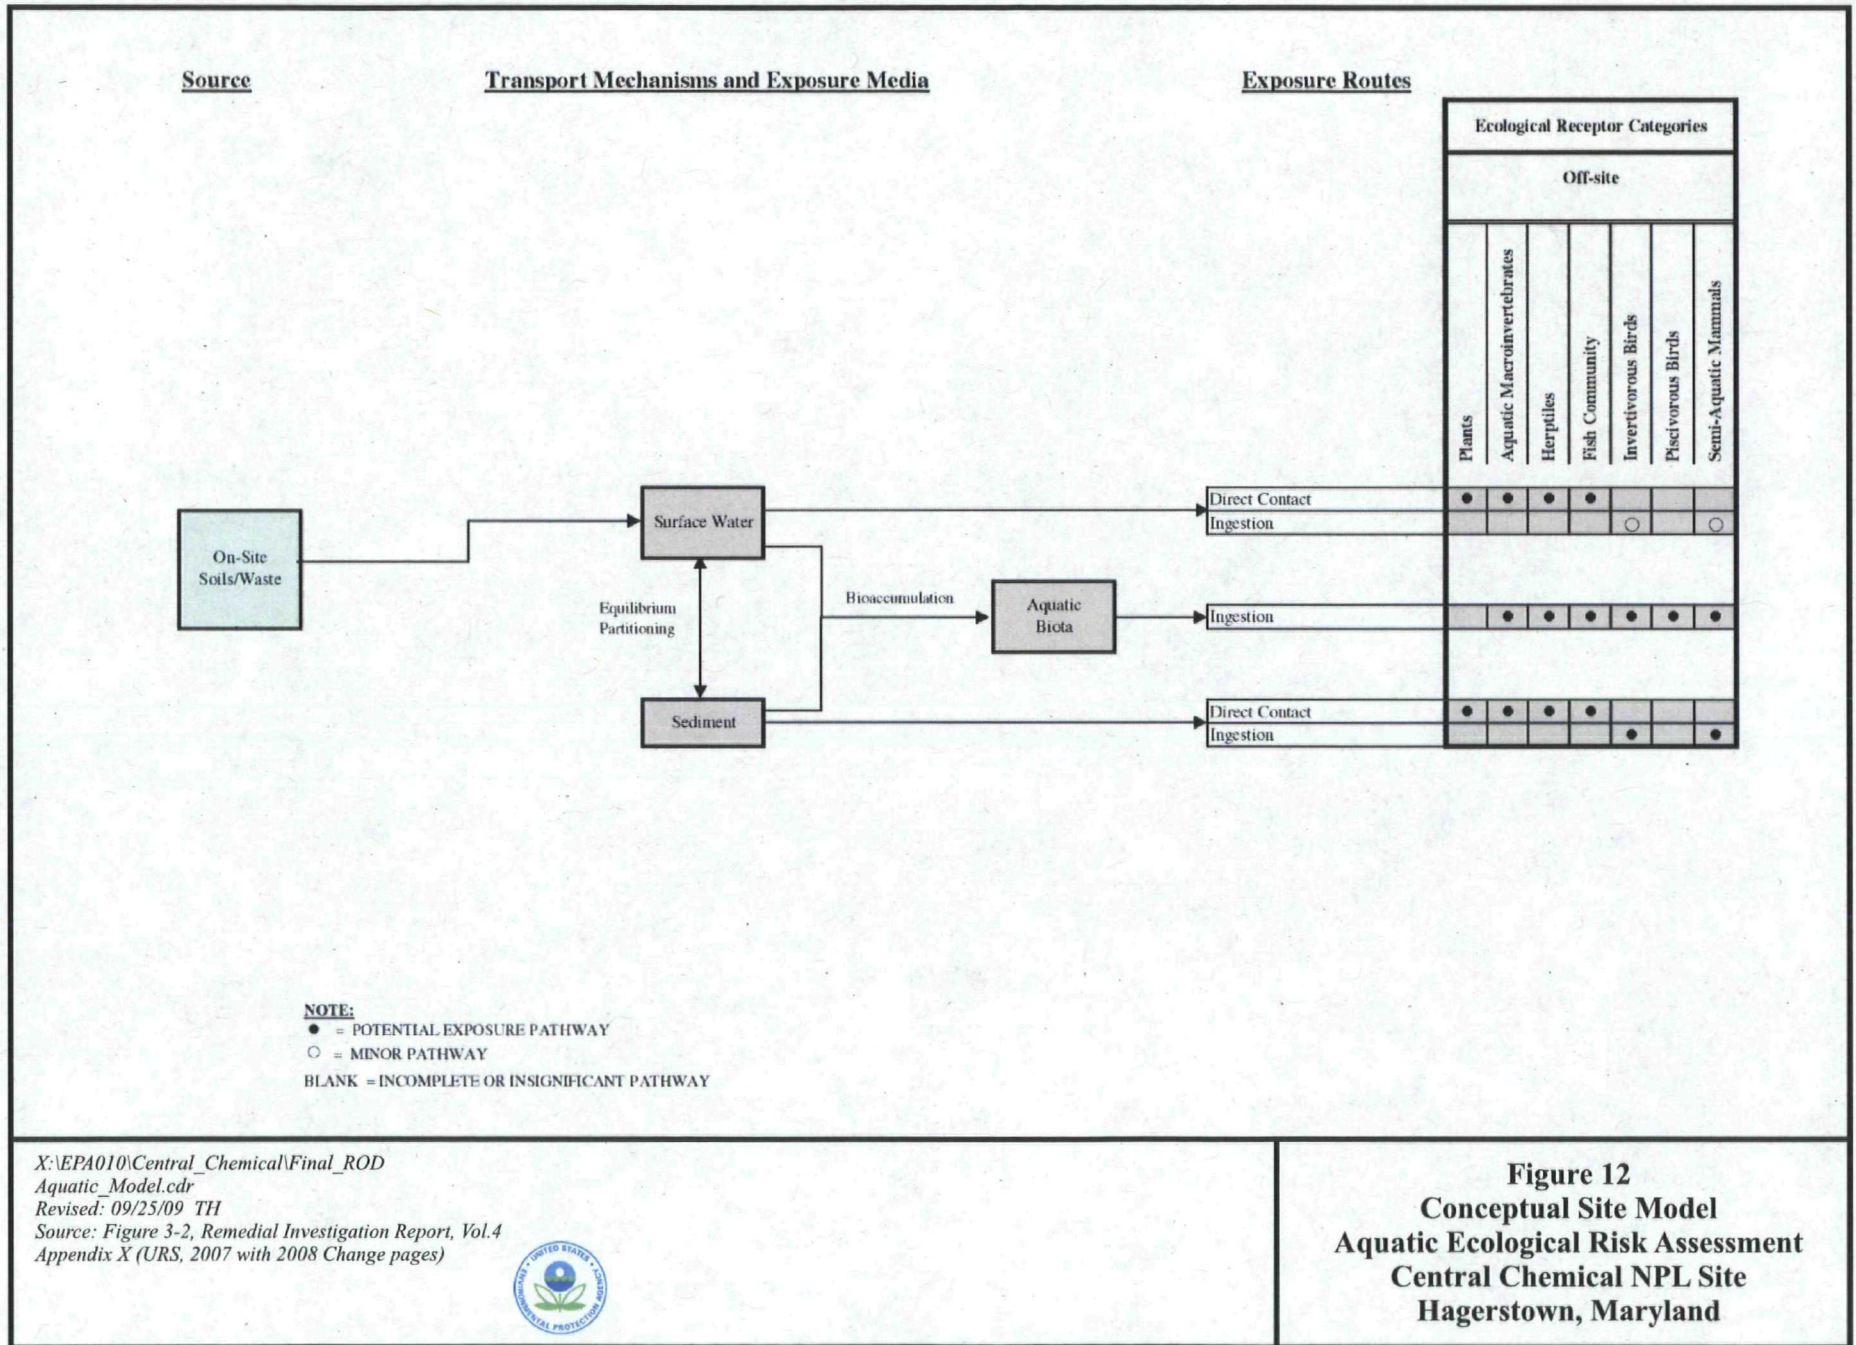 Source
Transport Mechanisms and Exposure Media
Exposure Routes
Ecological Receptor Categories
Off-site
Plants
Aquatic Macroinvertebrates
Herptiles
Fish Community
Invertivorous Birds
Piscivorous Birds
Semi-Aquatic Mammals
On-Site
Soils/Waste
Surface Water
Equilibrium
Partitioning
Sediment
Bioaccumulation
Aquatic
Biota
Direct Contact
Ingestion
Ingestion
Direct Contact
Ingestion
NOTE:
● = POTENTIAL EXPOSURE PATHWAY
○ = MINOR PATHWAY
BLANK = INCOMPLETE OR INSIGNIFICANT PATHWAY
X:\EPA010\Central_Chemical\Final_ROD
Aquatic_Model.cdr
Revised: 09/25/09 TH
Source: Figure 3-2, Remedial Investigation Report, Vol.4
Appendix X (URS, 2007 with 2008 Change pages)
UNITED STATES
ENVIRONMENTAL PROTECTION AGENCY
Figure 12
Conceptual Site Model
Aquatic Ecological Risk Assessment
Central Chemical NPL Site
Hagerstown, Maryland